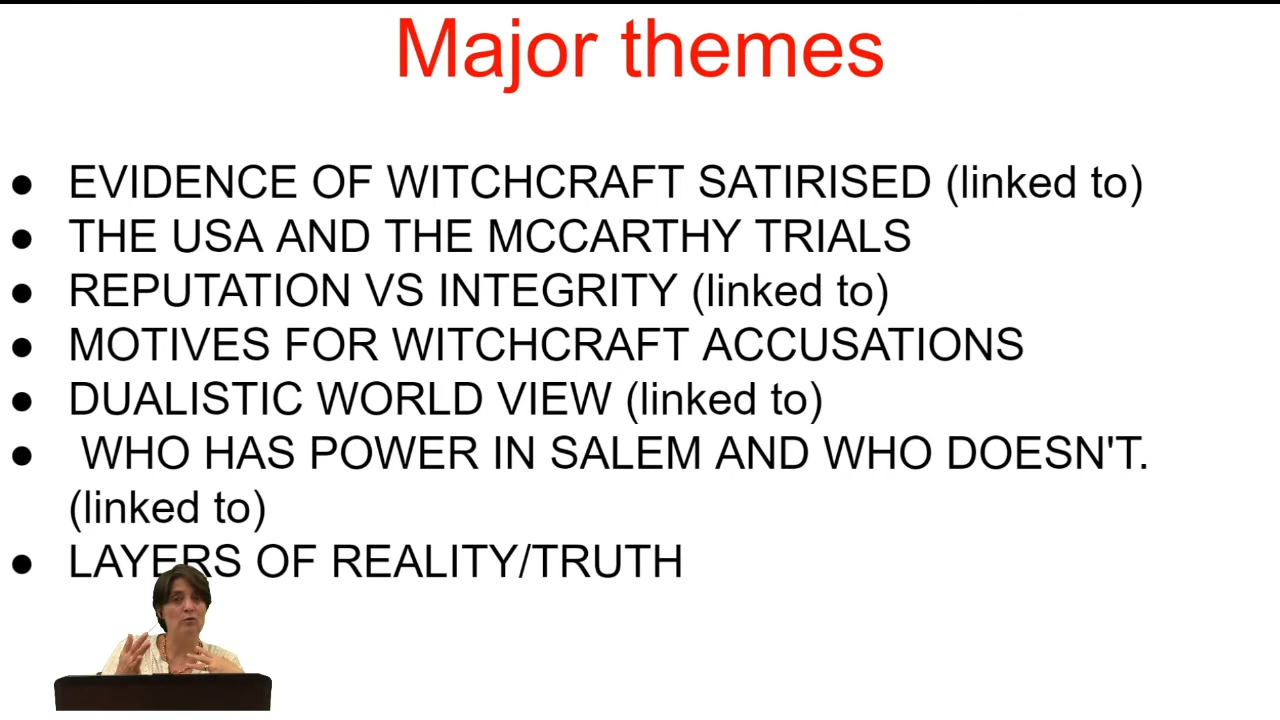 Major themes
● EVIDENCE OF WITCHCRAFT SATIRISED (linked to)
● THE USA AND THE MCCARTHY TRIALS
● REPUTATION VS INTEGRITY (linked to)
● MOTIVES FOR WITCHCRAFT ACCUSATIONS
● DUALISTIC WORLD VIEW (linked to)
● WHO HAS POWER IN SALEM AND WHO DOESN'T.
(linked to)
● LAYERS OF REALITY/TRUTH